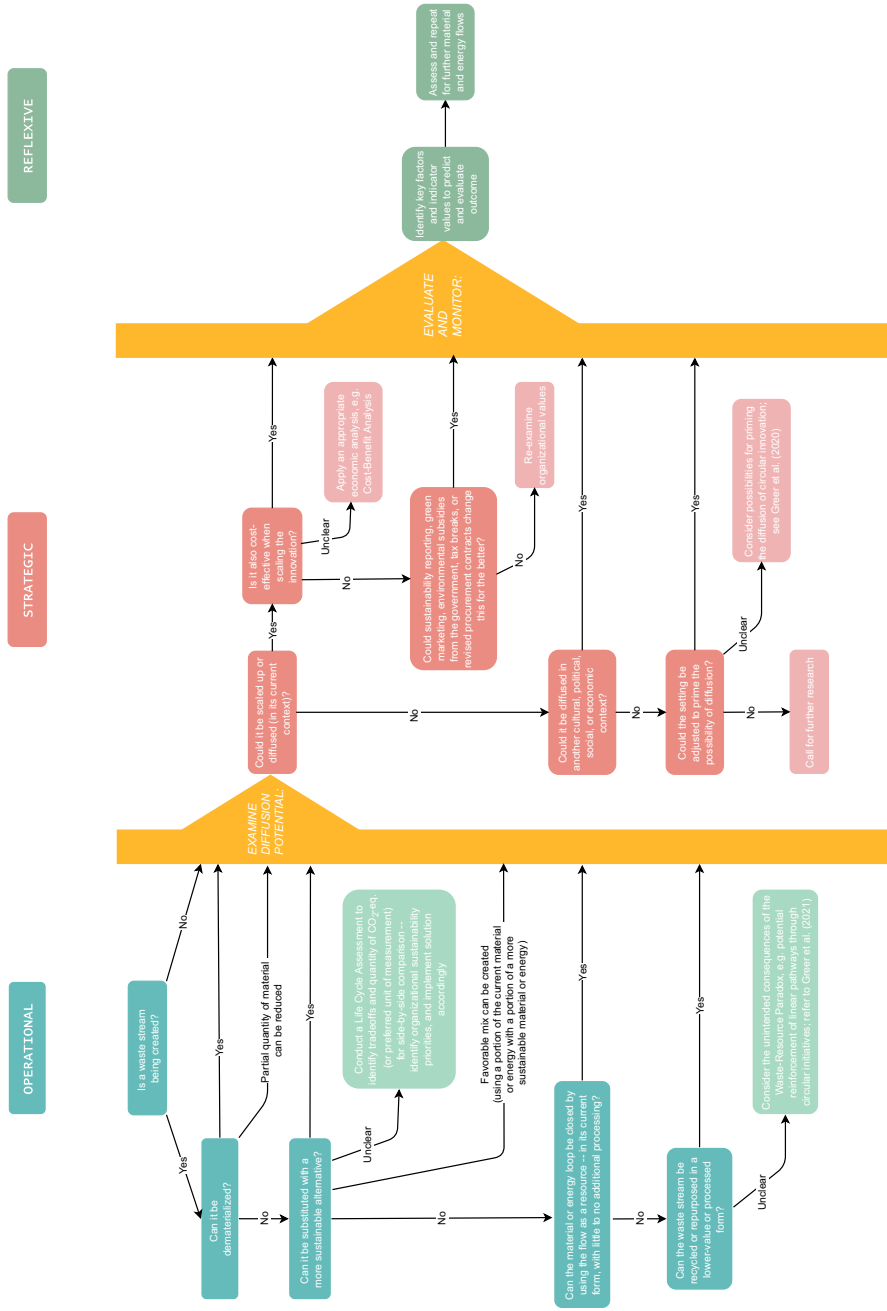 OPERATIONAL
STRATEGIC
REFLEXIVE
Is a waste stream
being created?
Yes
No
Can it be
dematerialized?
Yes
Partial quantity of material
can be reduced
No
Can it be substituted with a
more sustainable alternative?
Yes
Unclear
Conduct a Life Cycle Assessment to
identify tradeoffs and quantity of CO2-eq.
(or preferred unit of measurement)
for side-by-side comparison --
identify organizational sustainability
priorities, and implement solution
accordingly
Favorable mix can be created
(using a portion of the current material
or energy with a portion of a more
sustainable material or energy)
No
Can the material or energy loop be closed by
using the flow as a resource -- in its current
form, with little to no additional processing?
Yes
No
Can the waste stream be
recycled or repurposed in a
lower-value or processed
form?
Yes
Unclear
Consider the unintended consequences of the
Waste-Resource Paradox, e.g. potential
reinforcement of linear pathways through
circular initiatives; refer to Greer et al. (2021)
EXAMINE
DIFFUSION
POTENTIAL:
Could it be scaled up or
diffused (in its current
context)?
Yes
No
Is it also cost-
effective when
scaling the
innovation?
Yes
Unclear
Apply an appropriate
economic analysis, e.g.
Cost-Benefit Analysis
No
Could sustainability reporting, green
marketing, environmental subsidies
from the government, tax breaks, or
revised procurement contracts change
this for the better?
Yes
No
Re-examine
organizational values
Could it be diffused in
another cultural, political,
social, or economic
context?
Yes
No
Could the setting be
adjusted to prime the
possibility of diffusion?
Yes
Unclear
Consider possibilities for priming
the diffusion of circular innovation;
see Greer et al. (2020)
No
Call for further research
EVALUATE
AND
MONITOR:
Identify key factors
and indicator
values to predict
and evaluate
outcome
Assess and repeat
for further material
and energy flows